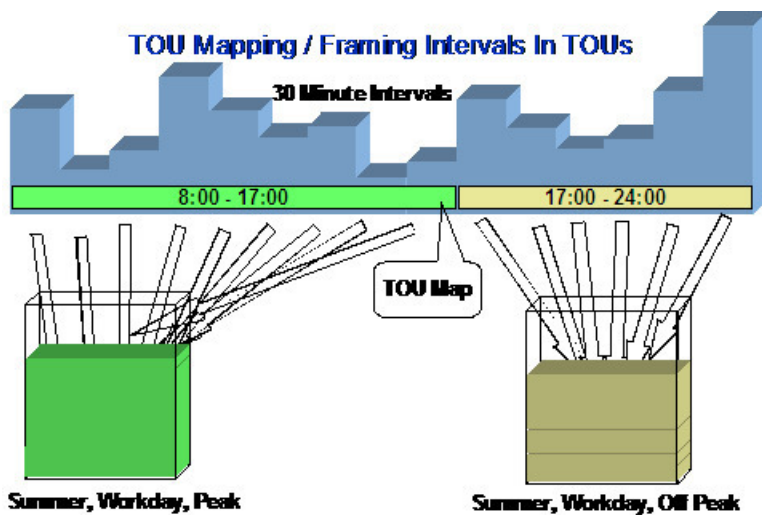 TOU Mapping / Framing Intervals In TOUs
30 Minute Intervals
8:00 - 17:00
17:00 - 24:00
TOU Map
Summer, Workday, Peak
Summer, Workday, Off Peak